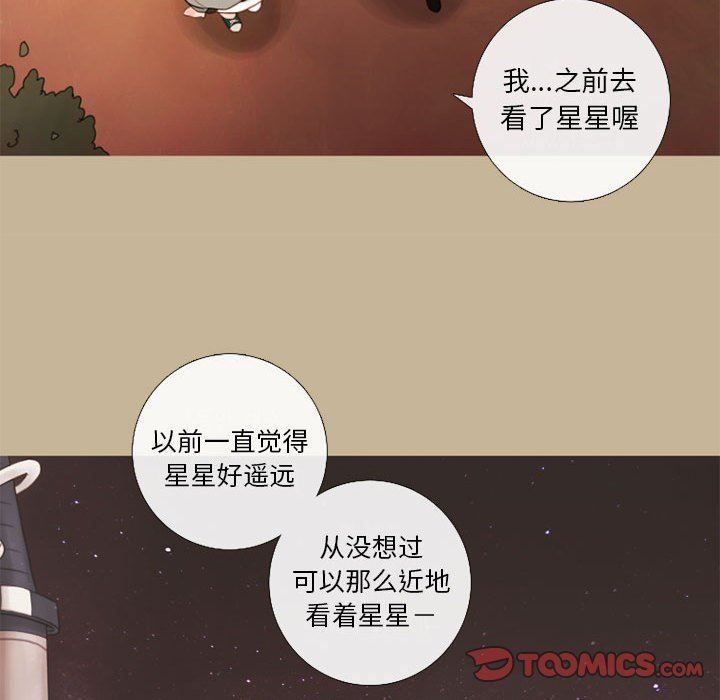 我...之前去
看了星星喔
以前一直觉得
星星好遥远
从没想过
可以那么近地
看着星星—
TOOMICS.COM